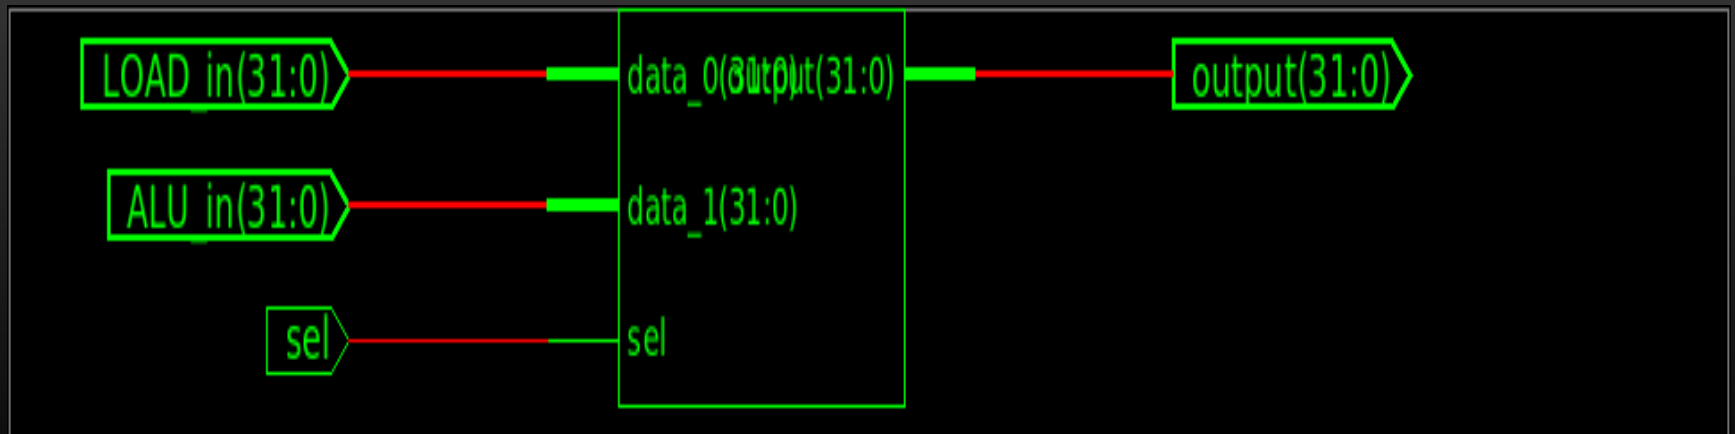 LOAD_in(31:0) data_0(31:0) output(31:0) output(31:0)
ALU_in(31:0) data_1(31:0)
sel sel